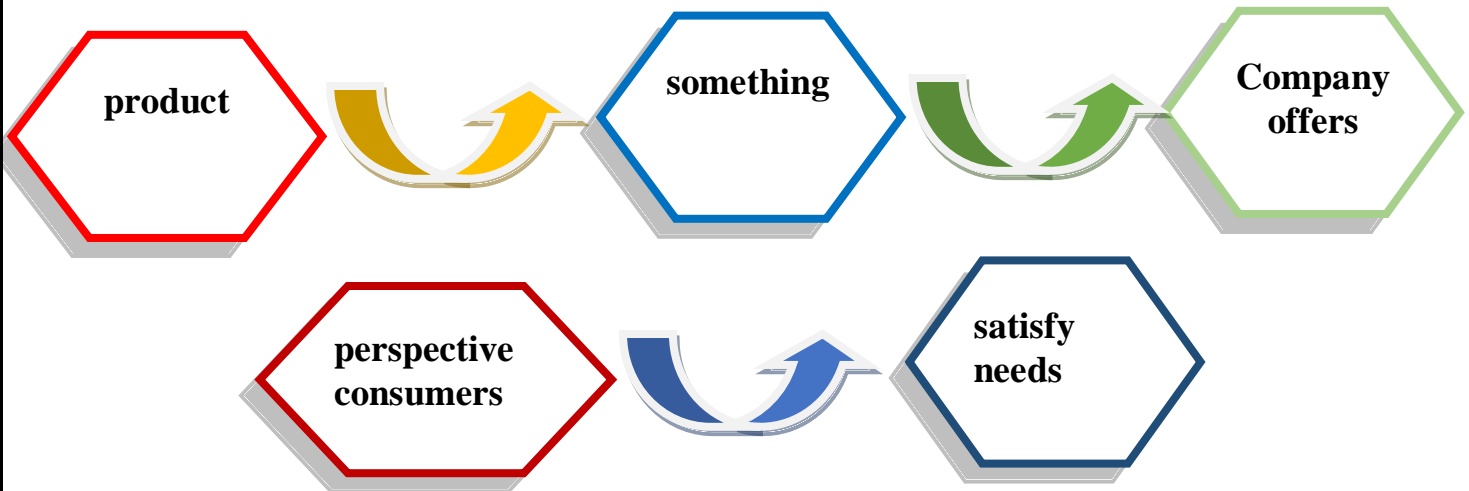 product
something
Company
offers
perspective
consumers
satisfy
needs